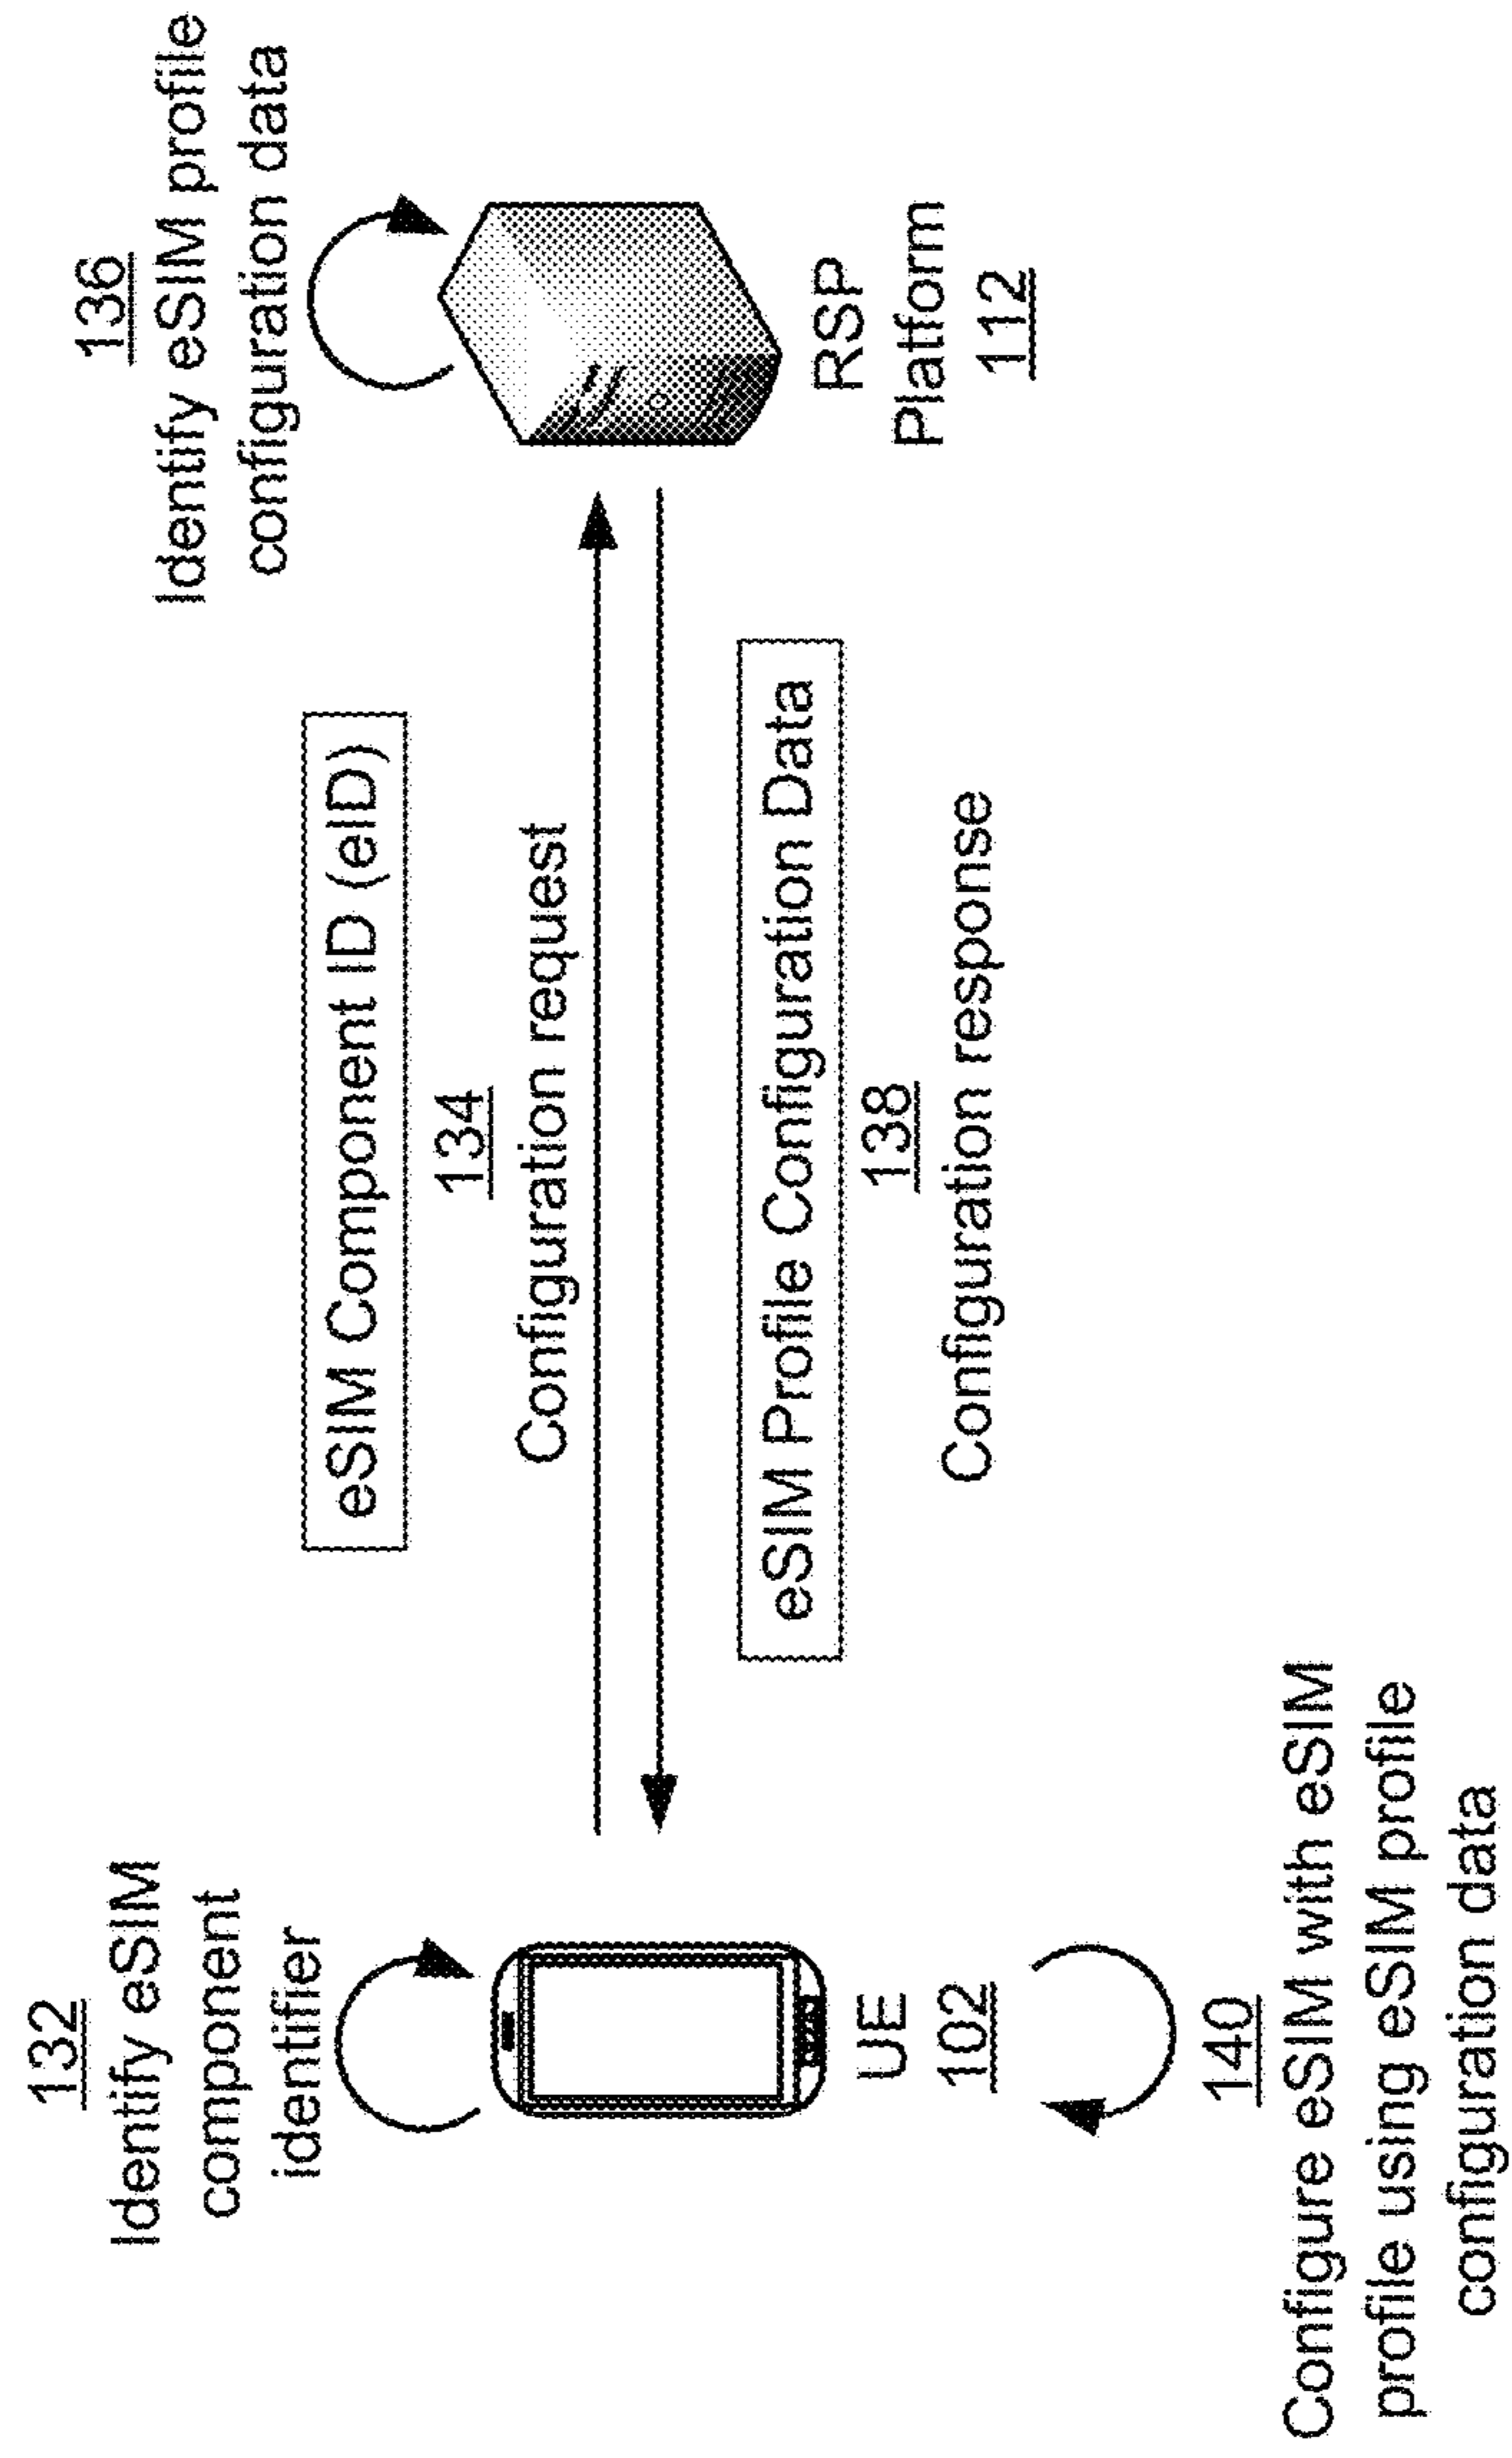 132
Identify eSIM
component
identifier
UE
102
eSIM Component ID (eID)
134
Configuration request
eSIM Profile Configuration Data
138
Configuration response
136
Identify eSIM profile
configuration data
RSP
Platform
112
140
Configure eSIM with eSIM
profile using eSIM profile
configuration data